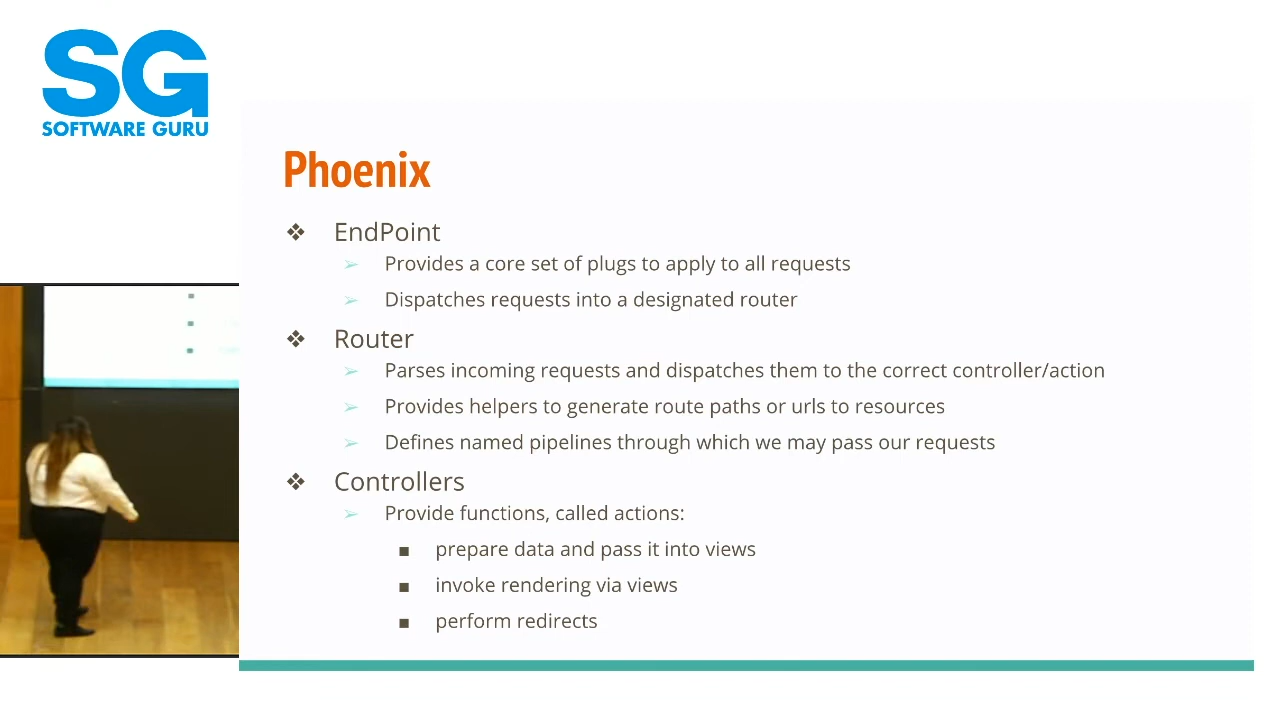 SG
SOFTWARE GURU
Phoenix
❖ EndPoint
➢ Provides a core set of plugs to apply to all requests
➢ Dispatches requests into a designated router
❖ Router
➢ Parses incoming requests and dispatches them to the correct controller/action
➢ Provides helpers to generate route paths or urls to resources
➢ Defines named pipelines through which we may pass our requests
❖ Controllers
➢ Provide functions, called actions:
■ prepare data and pass it into views
■ invoke rendering via views
■ perform redirects